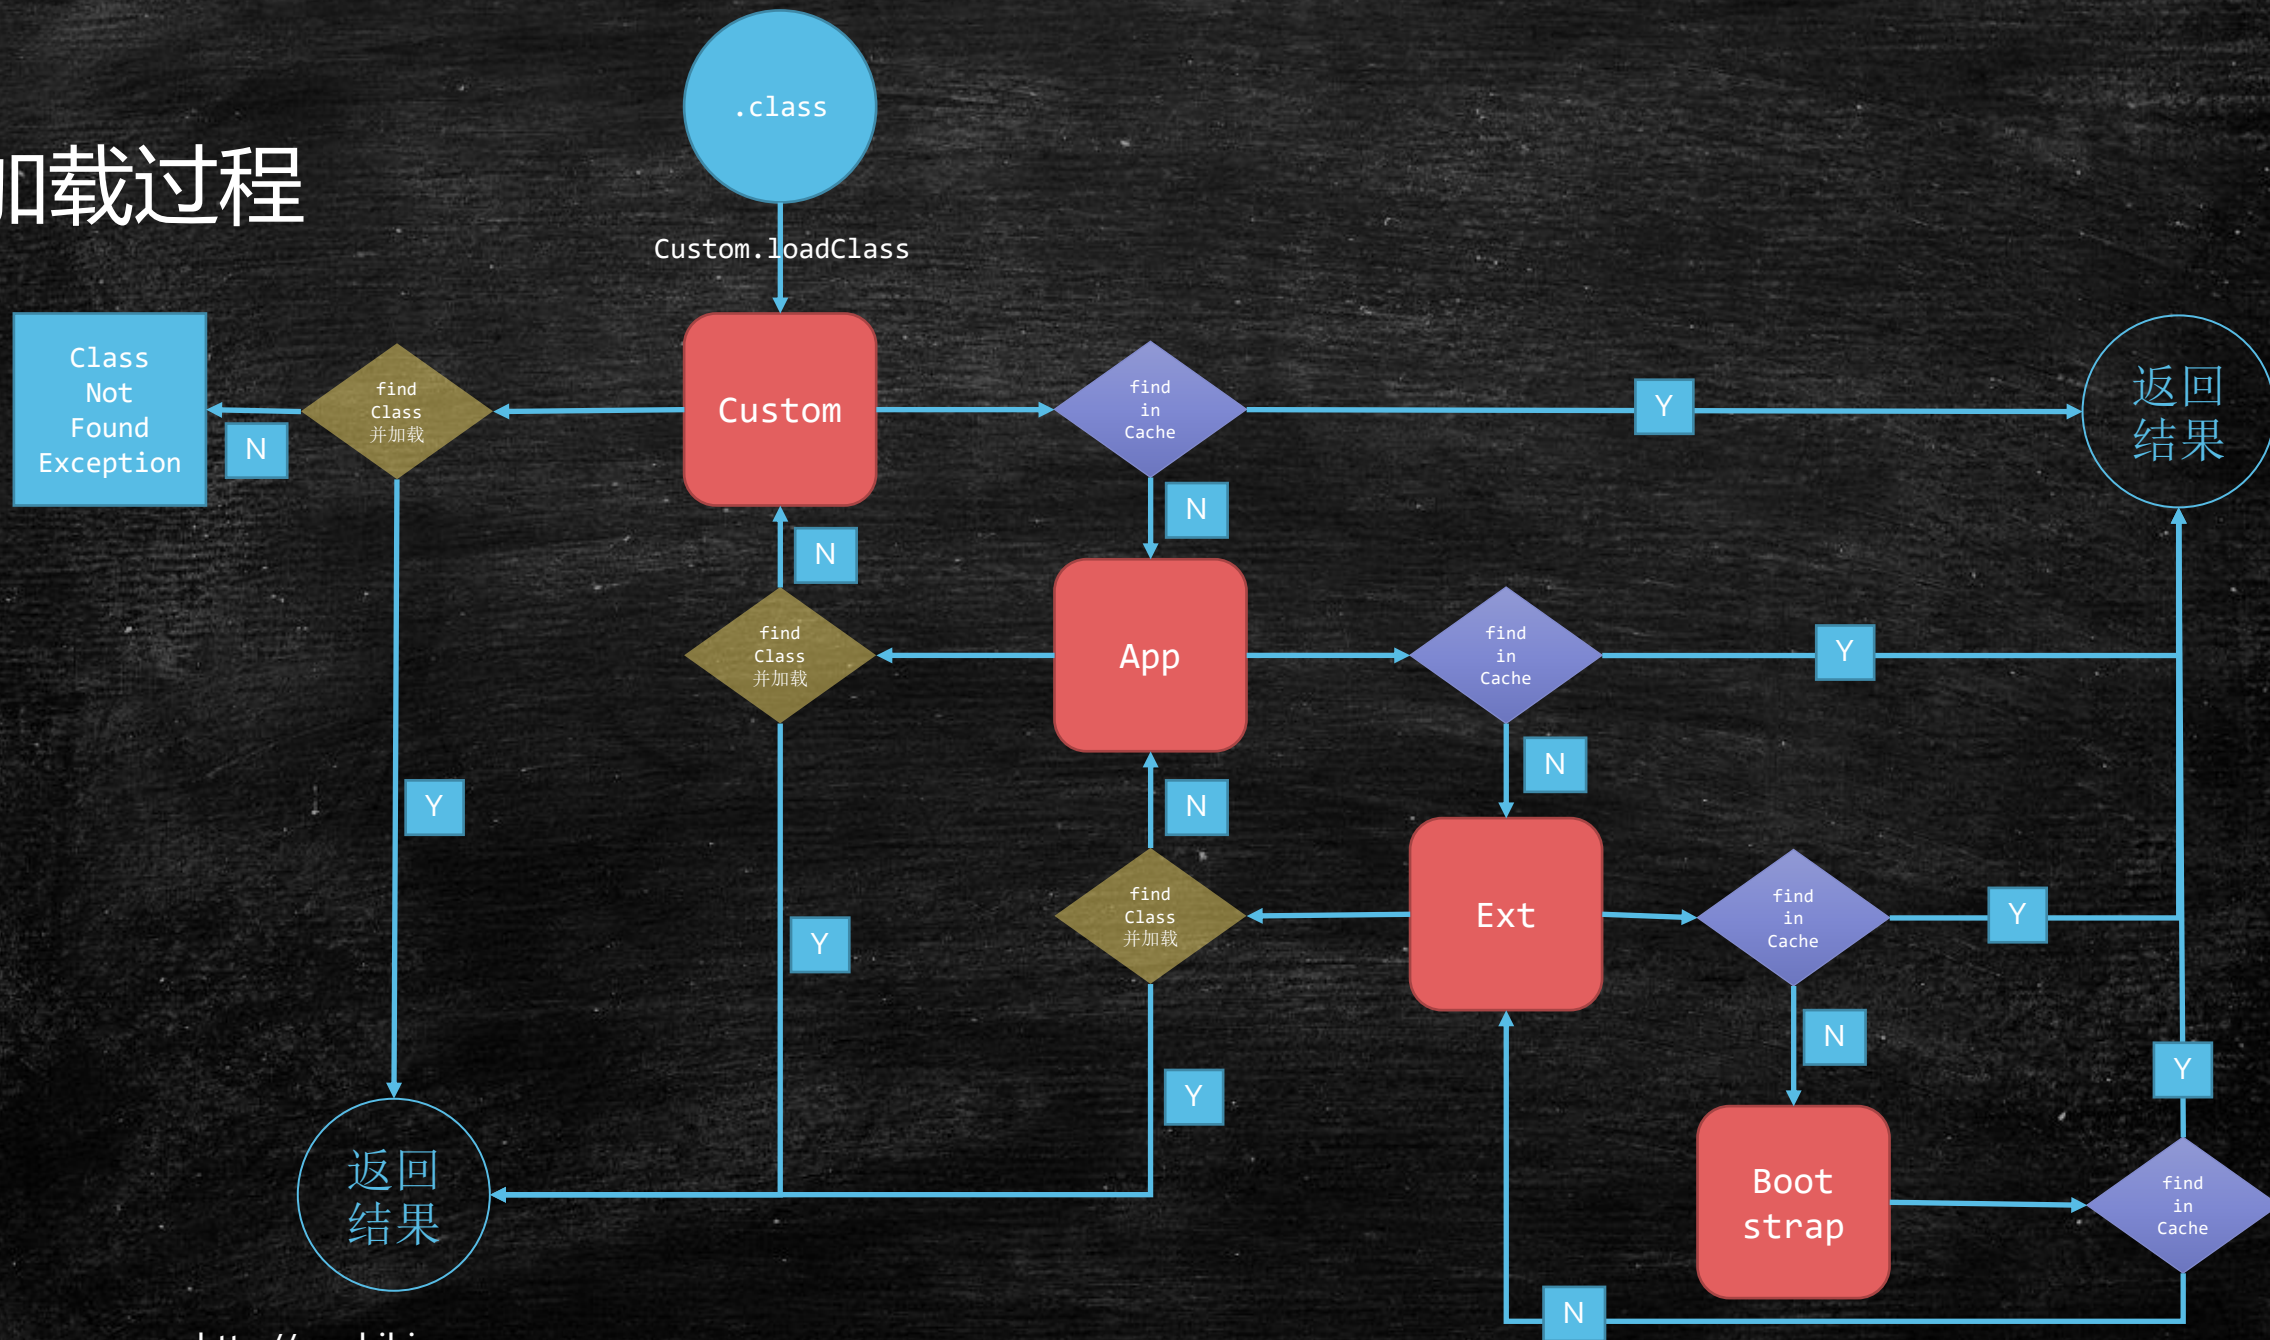 .class
加载过程
Custom.loadClass
Class
Not
Found
Exception
N
find
Class
并加载
Custom
find
in
Cache
Y
返回
结果
N
N
find
Class
并加载
App
find
in
Cache
Y
N
Y
N
find
Class
并加载
Ext
find
in
Cache
Y
Y
N
Y
Y
返回
结果
Boot
strap
find
in
Cache
N